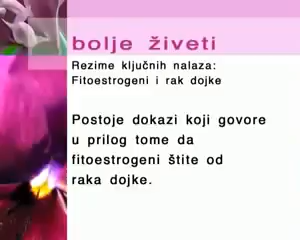 bolje živeti
Rezime ključnih nalaza:
Fitoestrogeni i rak dojke
Postoje dokazi koji govore
u prilog tome da
fitoestrogeni štite od
raka dojke.